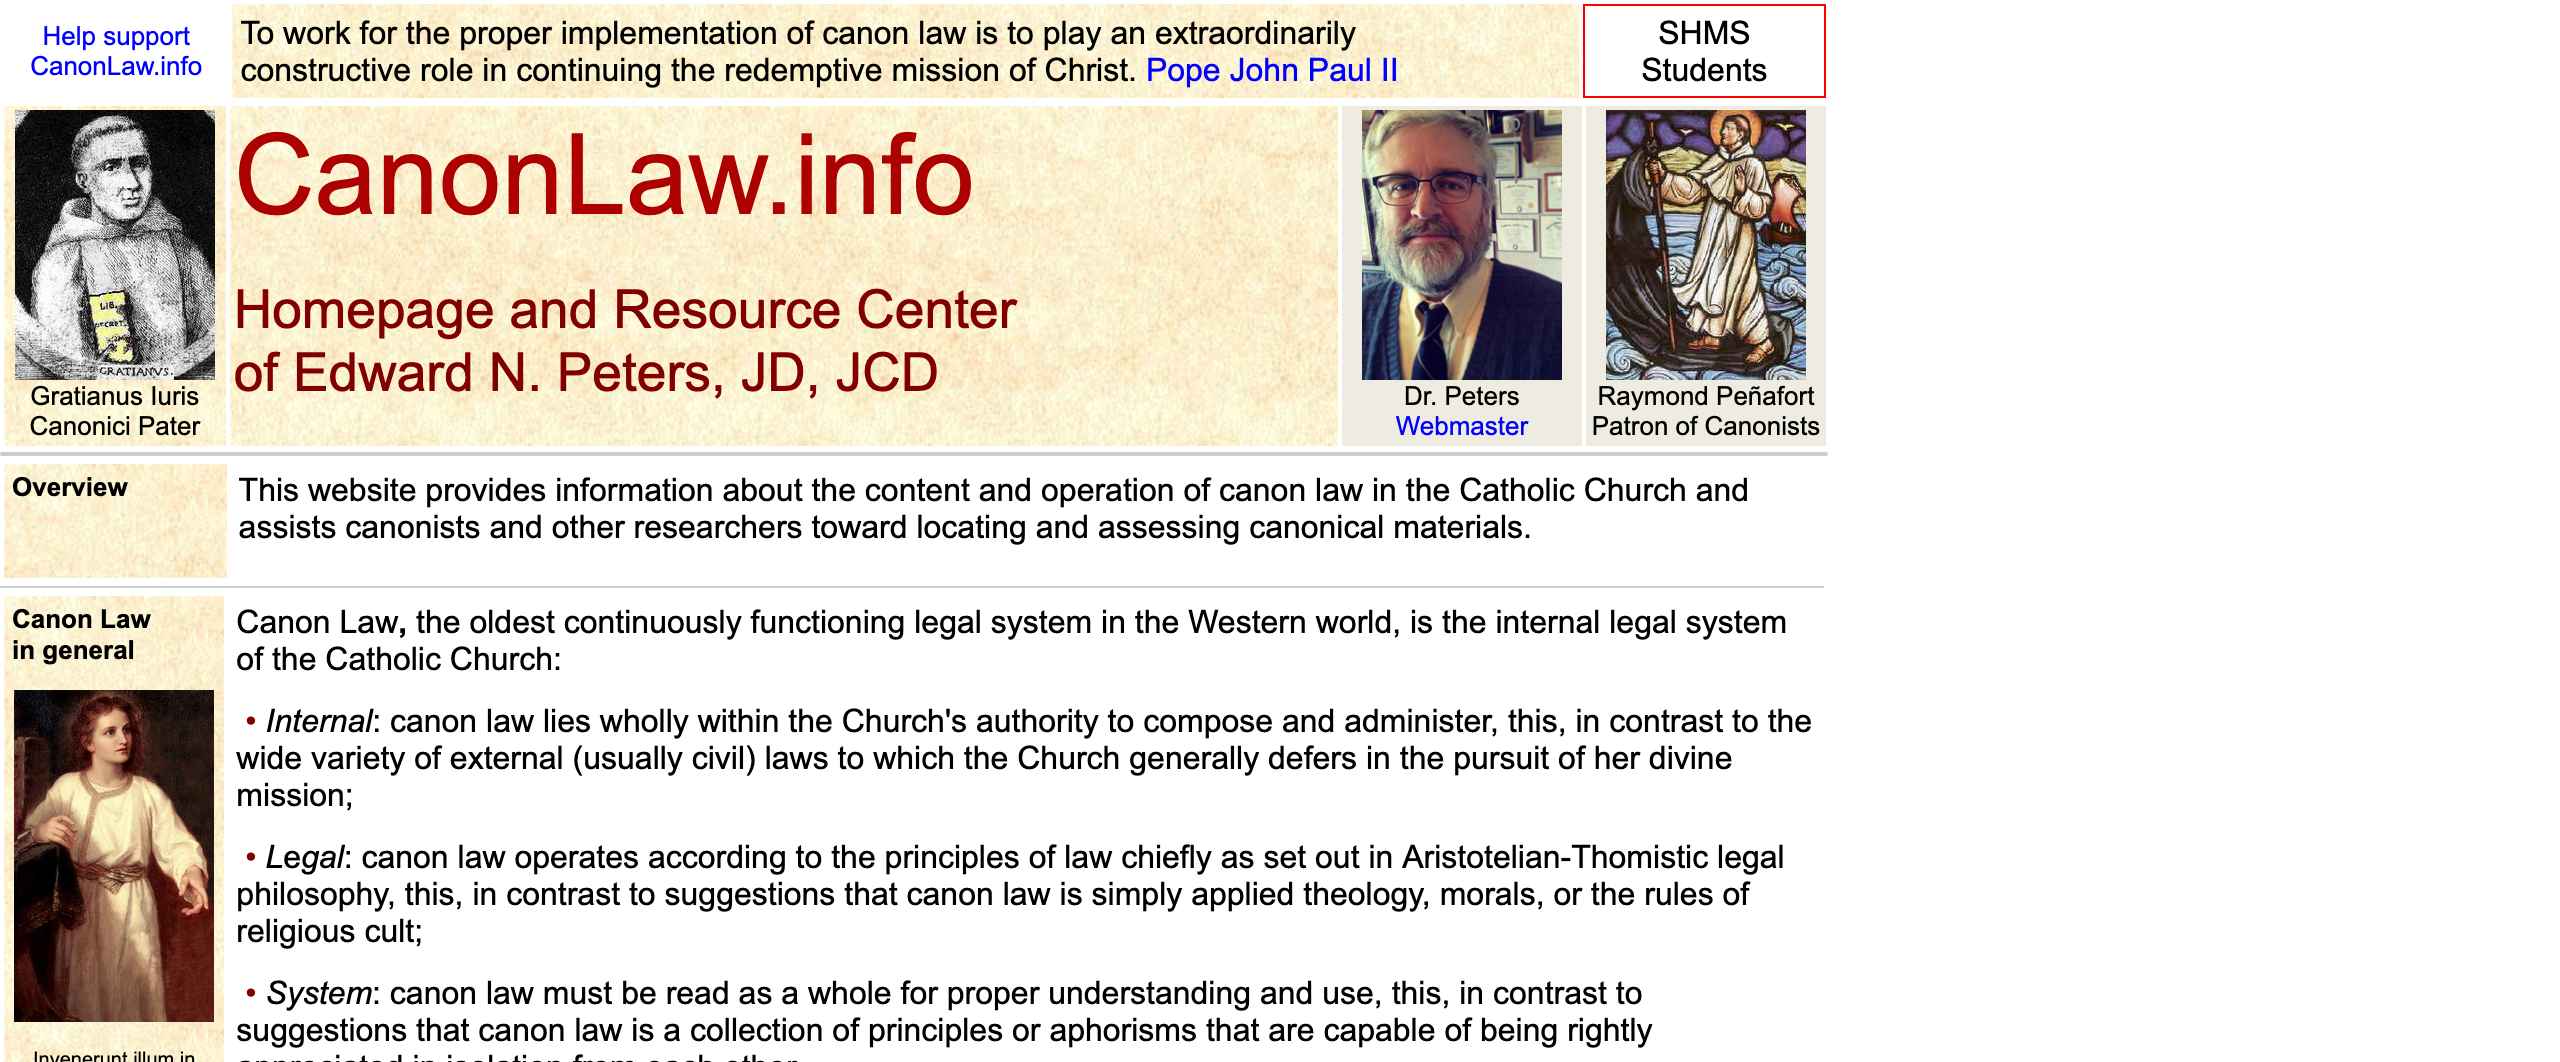 Help support
CanonLaw.info
To work for the proper implementation of canon law is to play an extraordinarily
constructive role in continuing the redemptive mission of Christ. Pope John Paul II
SHMS
Students
LIB.
DECRET.
GRATIANVS.
Gratianus Iuris
Canonici Pater
CanonLaw.info
Homepage and Resource Center
of Edward N. Peters, JD, JCD
Dr. Peters
Webmaster
Raymond Peñafort
Patron of Canonists
Overview
This website provides information about the content and operation of canon law in the Catholic Church and
assists canonists and other researchers toward locating and assessing canonical materials.
Canon Law
in general
Canon Law, the oldest continuously functioning legal system in the Western world, is the internal legal system
of the Catholic Church:
• Internal: canon law lies wholly within the Church's authority to compose and administer, this, in contrast to the
wide variety of external (usually civil) laws to which the Church generally defers in the pursuit of her divine
mission;
• Legal: canon law operates according to the principles of law chiefly as set out in Aristotelian-Thomistic legal
philosophy, this, in contrast to suggestions that canon law is simply applied theology, morals, or the rules of
religious cult;
• System: canon law must be read as a whole for proper understanding and use, this, in contrast to
suggestions that canon law is a collection of principles or aphorisms that are capable of being rightly
appreciated in isolation from each other
Invenerunt illum in